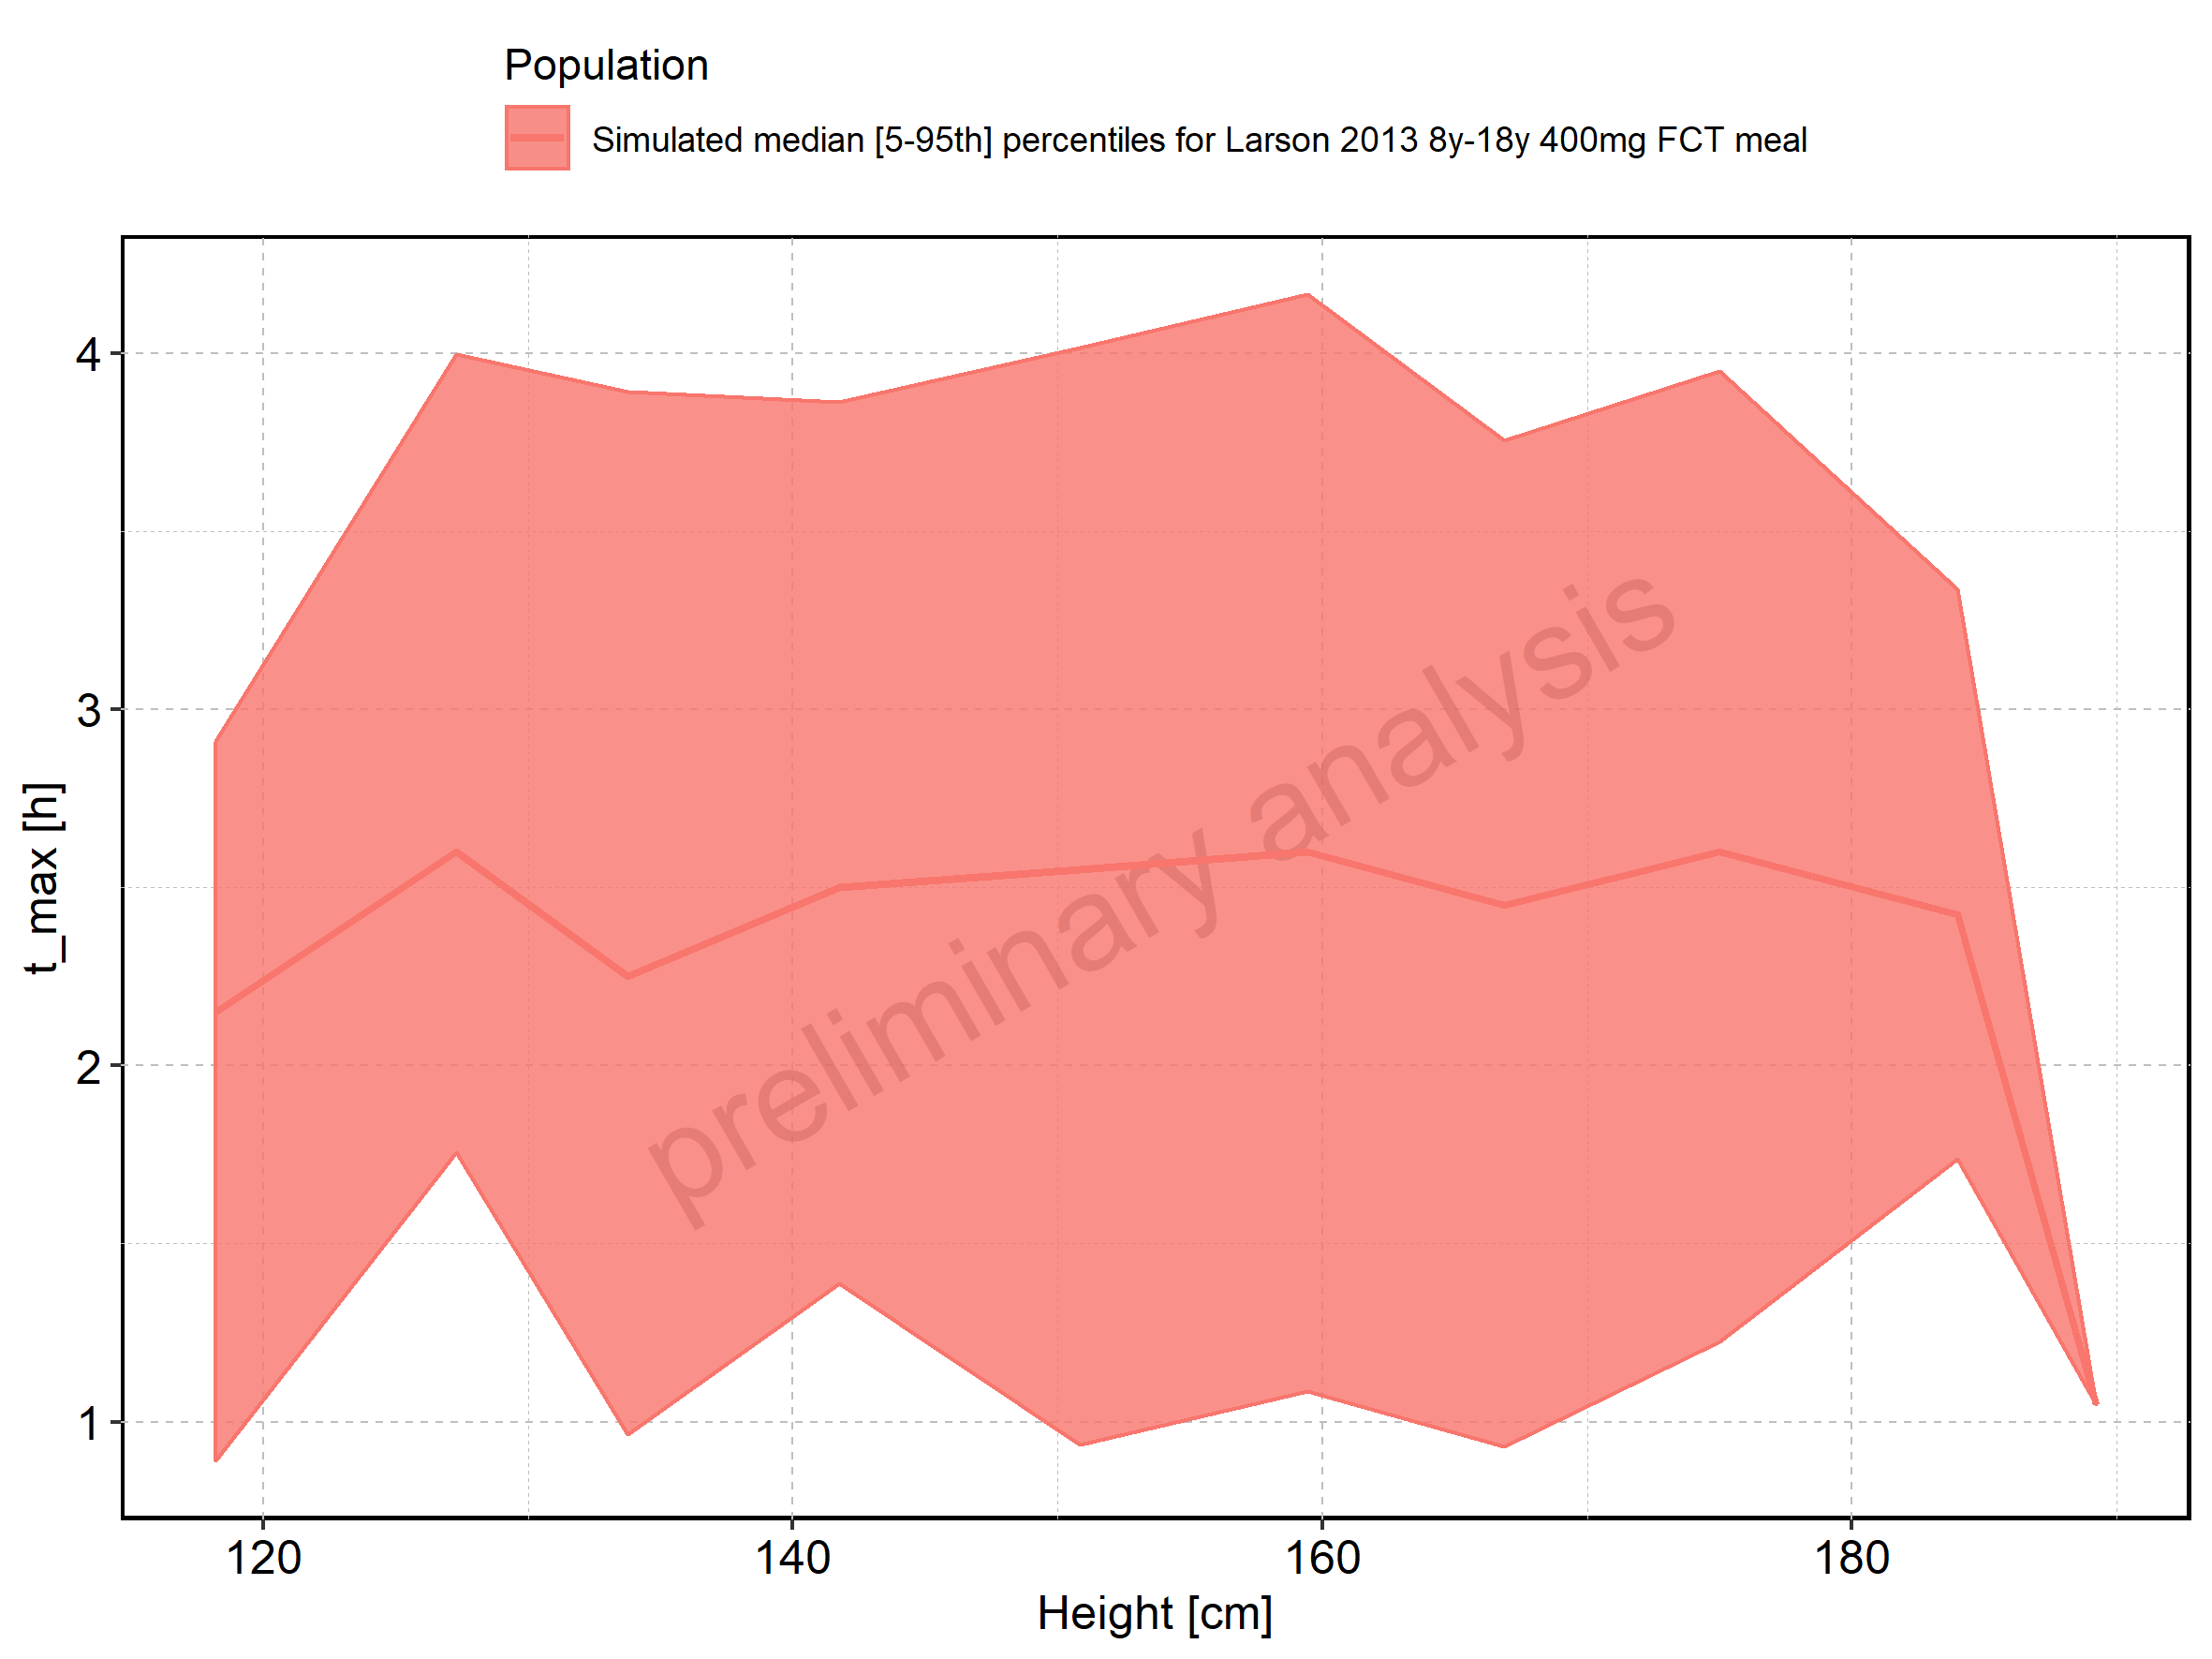 Population
Simulated median [5-95th] percentiles for Larson 2013 8y-18y 400mg FCT meal
4
3
2
1
t_max [h]
preliminary analysis
120 140 160 180
Height [cm]